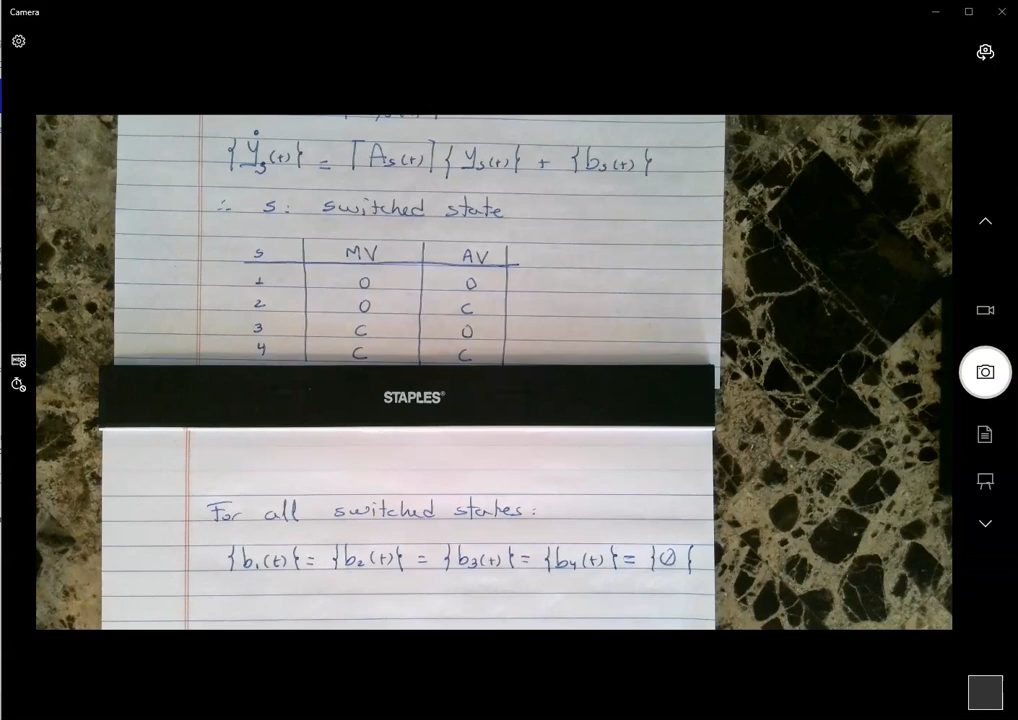 Camera
{ẏₛ(t)} = [Aₛ(t)]{yₛ(t)} + {bₛ(t)}
∴ s: switched state
s MV AV
1 O O
2 O C
3 C O
4 C C
STAPLES®
For all switched states:
{b₁(t)} = {b₂(t)} = {b₃(t)} = {b₄(t)} = {0}